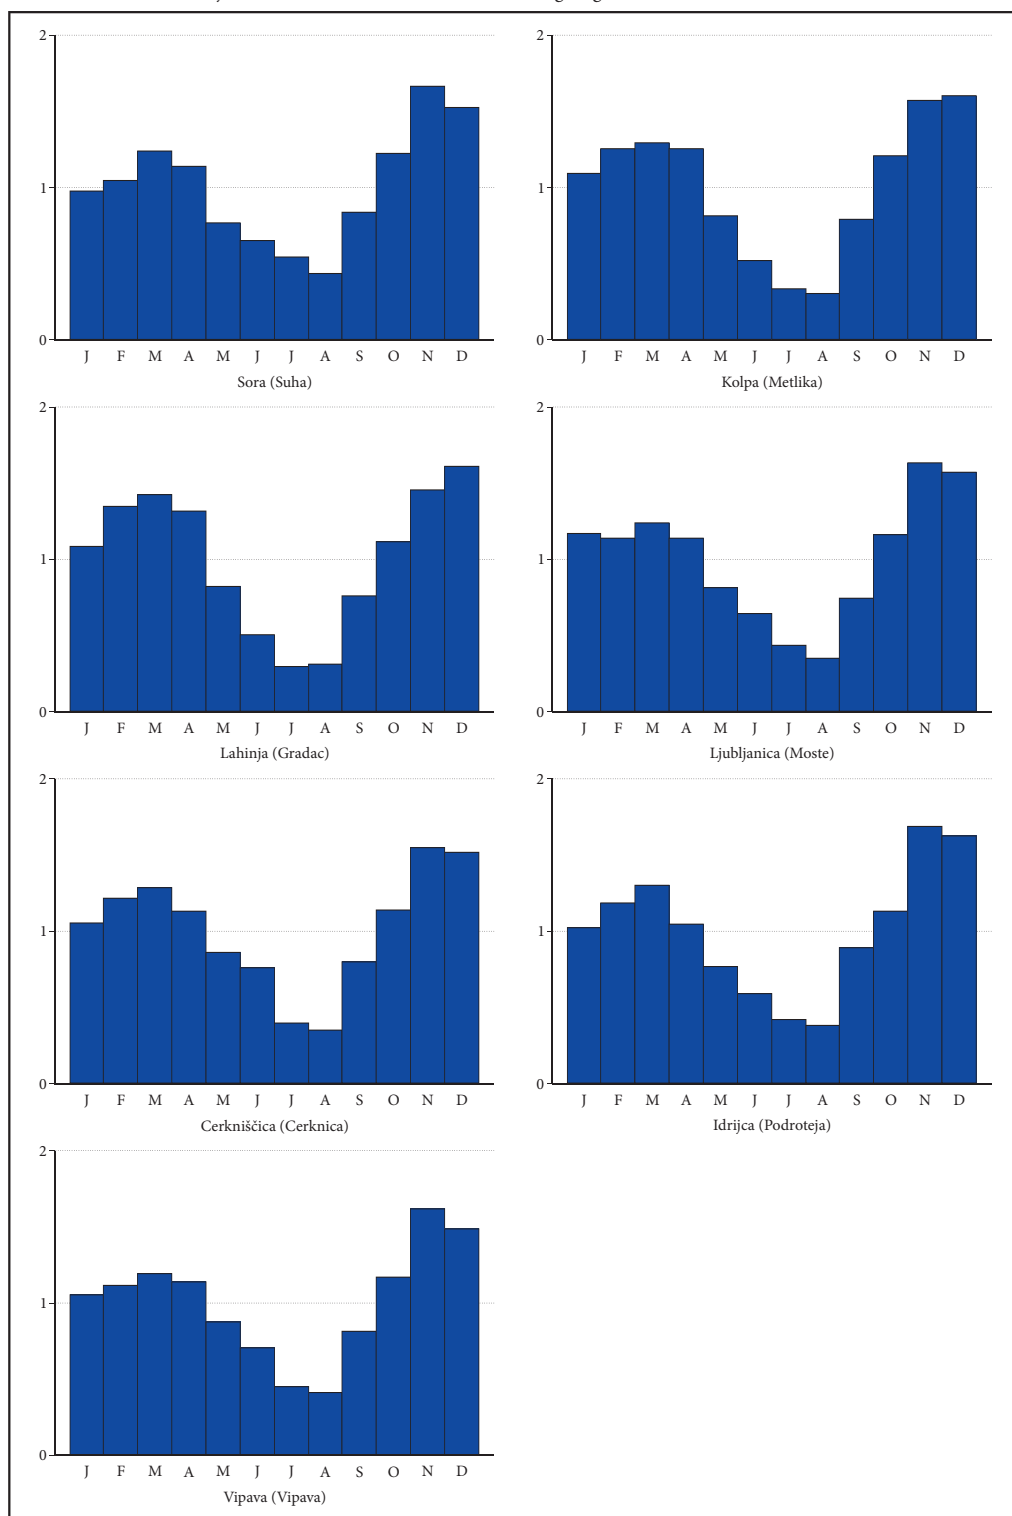 2
1
0
J F M A M J J A S O N D
Sora (Suha)
2
1
0
J F M A M J J A S O N D
Kolpa (Metlika)
2
1
0
J F M A M J J A S O N D
Lahinja (Gradac)
2
1
0
J F M A M J J A S O N D
Ljubljanica (Moste)
2
1
0
J F M A M J J A S O N D
Cerkniščica (Cerknica)
2
1
0
J F M A M J J A S O N D
Idrijca (Podroteja)
2
1
0
J F M A M J J A S O N D
Vipava (Vipava)